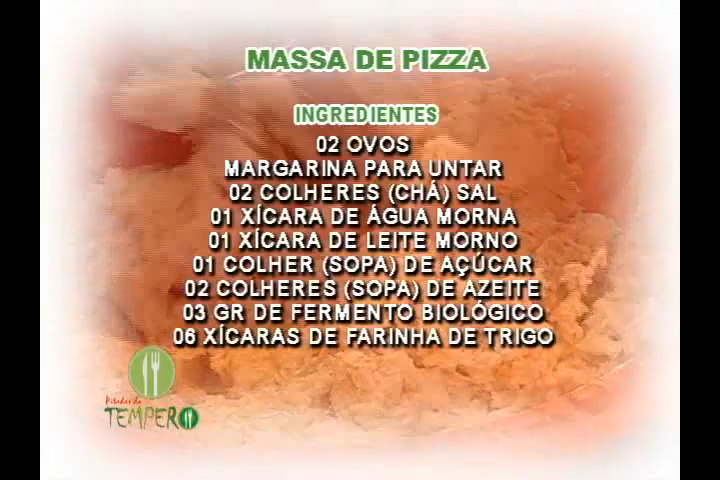 MASSA DE PIZZA
INGREDIENTES
02 OVOS
MARGARINA PARA UNTAR
02 COLHERES (CHÁ) SAL
01 XÍCARA DE ÁGUA MORNA
01 XÍCARA DE LEITE MORNO
01 COLHER (SOPA) DE AÇÚCAR
02 COLHERES (SOPA) DE AZEITE
03 GR DE FERMENTO BIOLÓGICO
06 XÍCARAS DE FARINHA DE TRIGO
TEMPERO